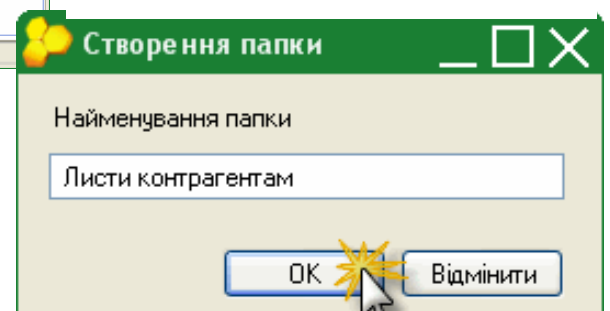 Створення папки
Найменування папки
Листи контрагентам
OK Відмінити